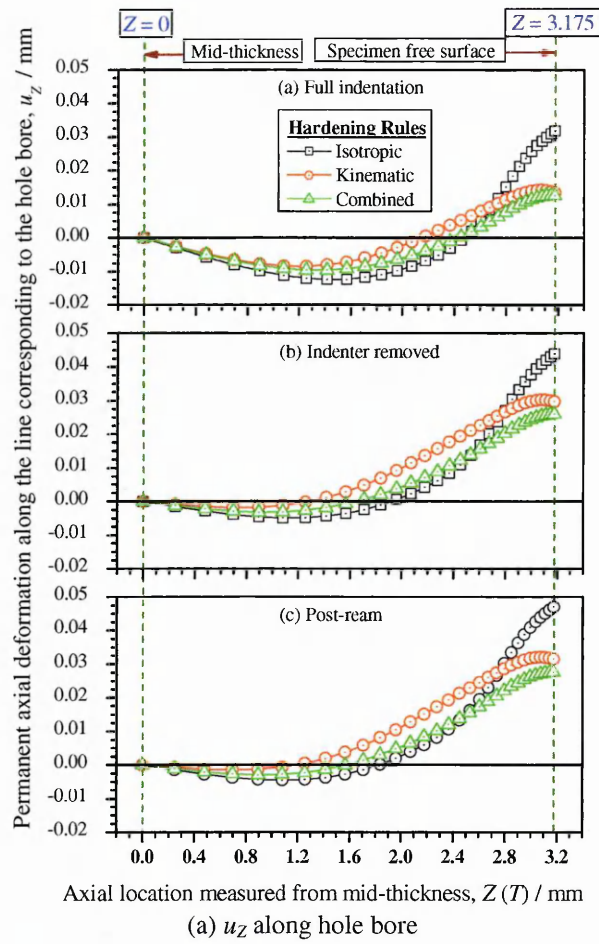 Z=0
Z = 3.175
Mid-thickness
Specimen free surface
Permanent axial deformation along the line corresponding to the hole bore, uZ / mm
0.05
0.04
0.03
0.02
0.01
0.00
-0.01
-0.02
(a) Full indentation
Hardening Rules
Isotropic
Kinematic
Combined
0.05
0.04
0.03
0.02
0.01
0.00
-0.01
-0.02
(b) Indenter removed
0.05
0.04
0.03
0.02
0.01
0.00
-0.01
-0.02
(c) Post-ream
0.0 0.4 0.8 1.2 1.6 2.0 2.4 2.8 3.2
Axial location measured from mid-thickness, Z (T) / mm
(a) uZ along hole bore